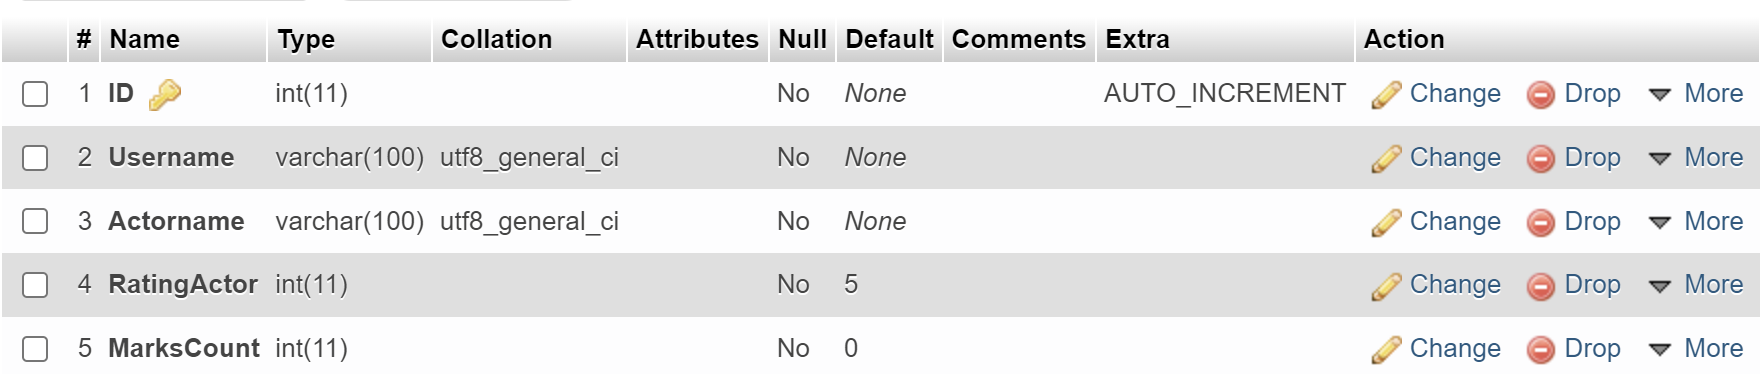 # Name Type Collation Attributes Null Default Comments Extra Action
1 ID int(11) No None AUTO_INCREMENT Change Drop More
2 Username varchar(100) utf8_general_ci No None Change Drop More
3 Actorname varchar(100) utf8_general_ci No None Change Drop More
4 RatingActor int(11) No 5 Change Drop More
5 MarksCount int(11) No 0 Change Drop More